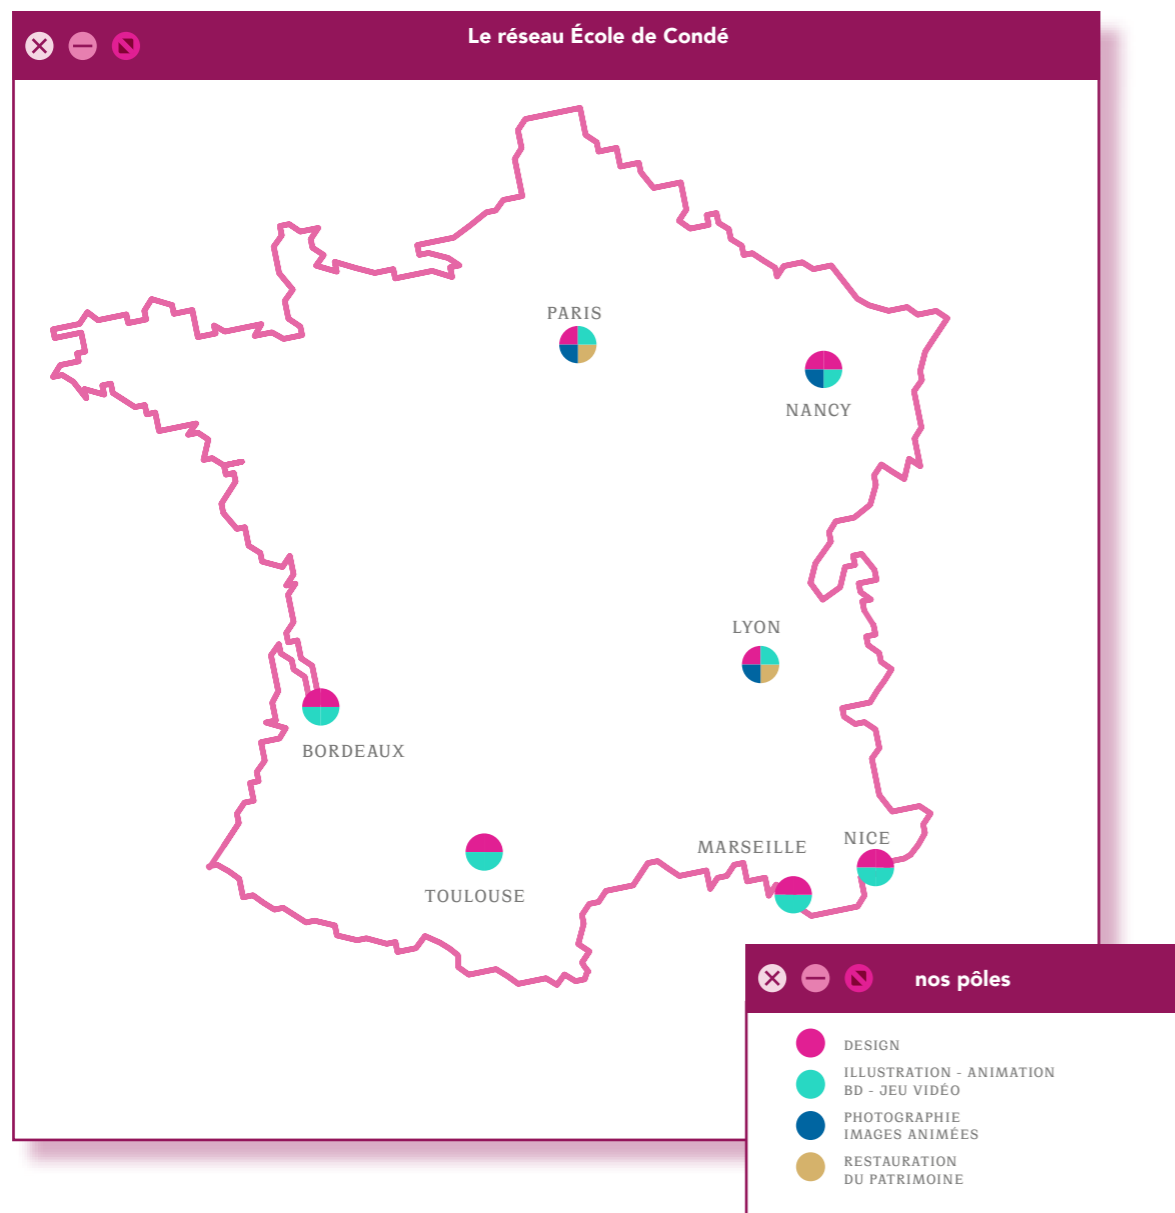 Le réseau École de Condé
PARIS
NANCY
LYON
BORDEAUX
MARSEILLE
NICE
TOULOUSE
nos pôles
DESIGN
ILLUSTRATION - ANIMATION
BD - JEU VIDÉO
PHOTOGRAPHIE
IMAGES ANIMÉES
RESTAURATION
DU PATRIMOINE